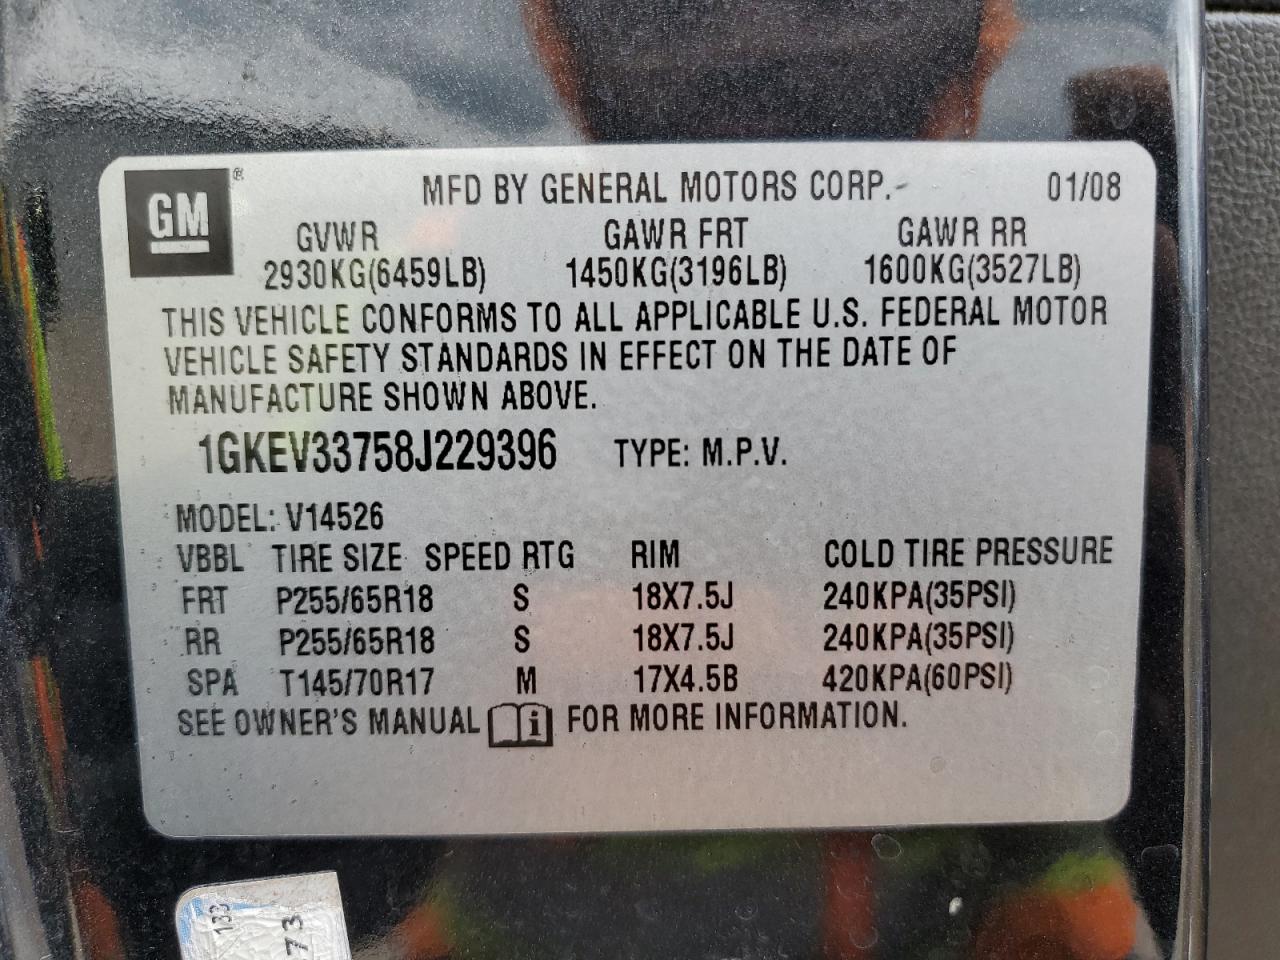 GM®
MFD BY GENERAL MOTORS CORP. 01/08
GVWR GAWR FRT GAWR RR
2930KG(6459LB) 1450KG(3196LB) 1600KG(3527LB)
THIS VEHICLE CONFORMS TO ALL APPLICABLE U.S. FEDERAL MOTOR
VEHICLE SAFETY STANDARDS IN EFFECT ON THE DATE OF
MANUFACTURE SHOWN ABOVE.
1GKEV33758J229396 TYPE: M.P.V.
MODEL: V14526
VBBL TIRE SIZE SPEED RTG RIM COLD TIRE PRESSURE
FRT P255/65R18 S 18X7.5J 240KPA(35PSI)
RR P255/65R18 S 18X7.5J 240KPA(35PSI)
SPA T145/70R17 M 17X4.5B 420KPA(60PSI)
SEE OWNER'S MANUAL i FOR MORE INFORMATION.
133
73